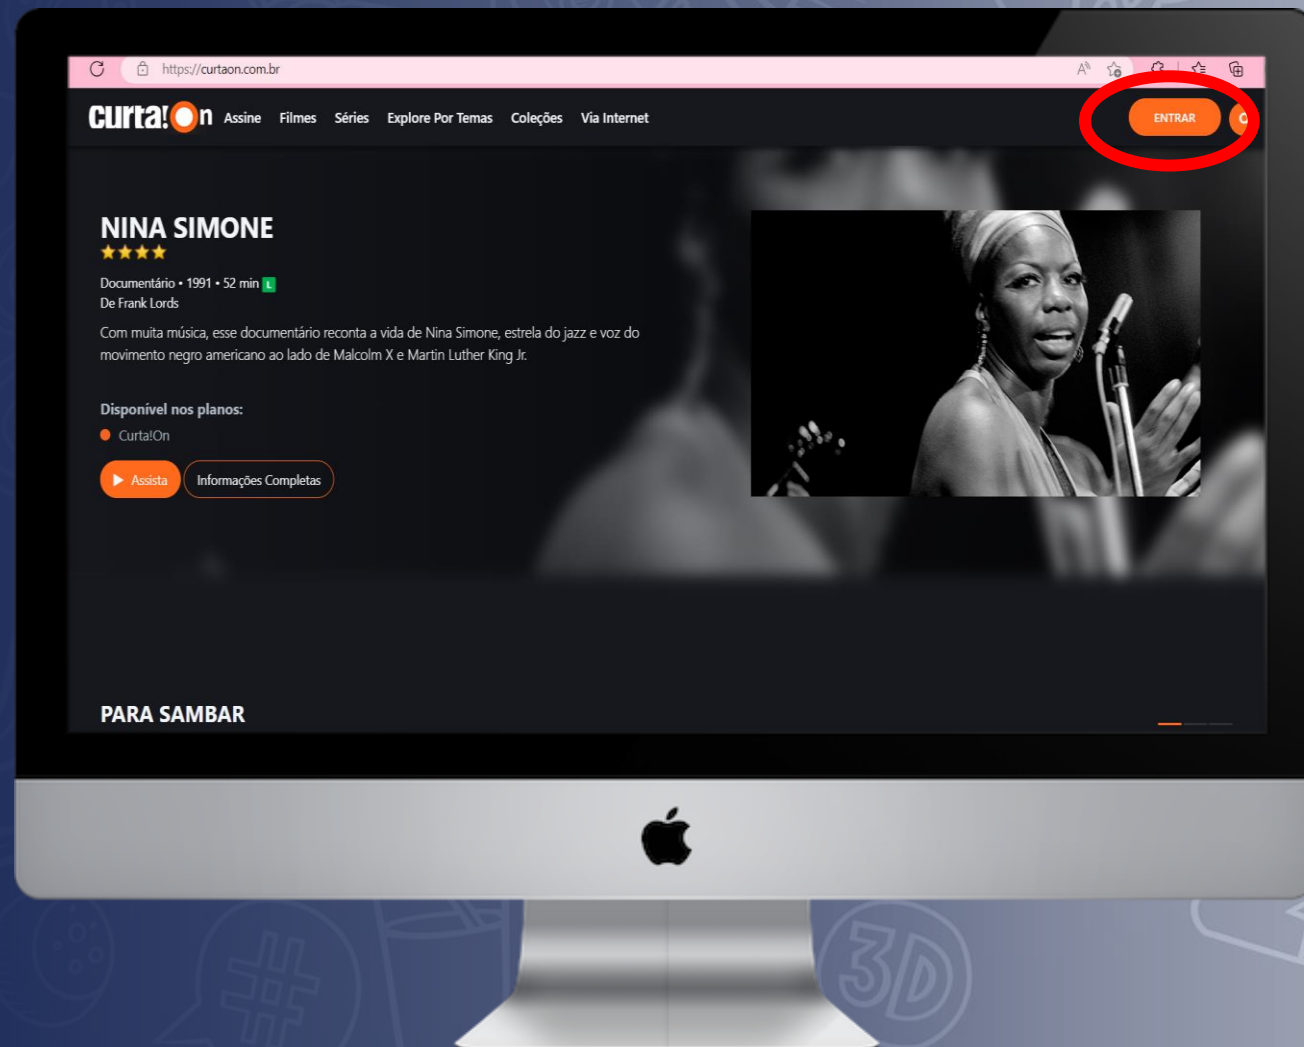 https://curtaon.com.br
curta!On Assine Filmes Séries Explore Por Temas Coleções Via Internet ENTRAR
NINA SIMONE
Documentário • 1991 • 52 min L
De Frank Lords
Com muita música, esse documentário reconta a vida de Nina Simone, estrela do jazz e voz do
movimento negro americano ao lado de Malcolm X e Martin Luther King Jr.
Disponível nos planos:
Curta!On
Assista Informações Completas
PARA SAMBAR
#
3D